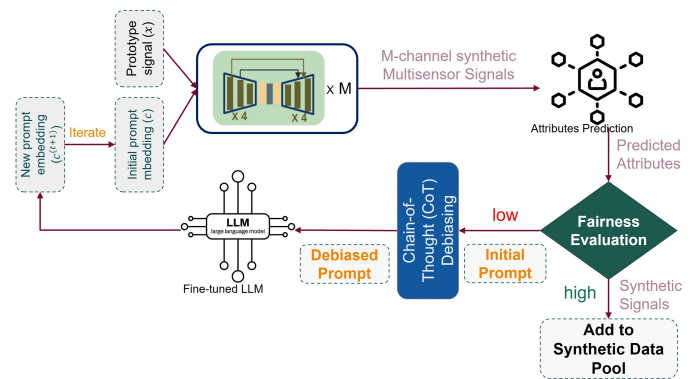 Prototype
signal (x)
X 4
X 4
x M
M-channel synthetic
Multisensor Signals
Attributes Prediction
New prompt
embedding
(c^(t+1))
Iterate
Initial prompt
mbedding (c)
Predicted
Attributes
Fairness
Evaluation
low
Initial
Prompt
Chain-of-
Thought (CoT)
Debiasing
Debiased
Prompt
LLM
large language model
Fine-tuned LLM
high
Synthetic
Signals
Add to
Synthetic Data
Pool